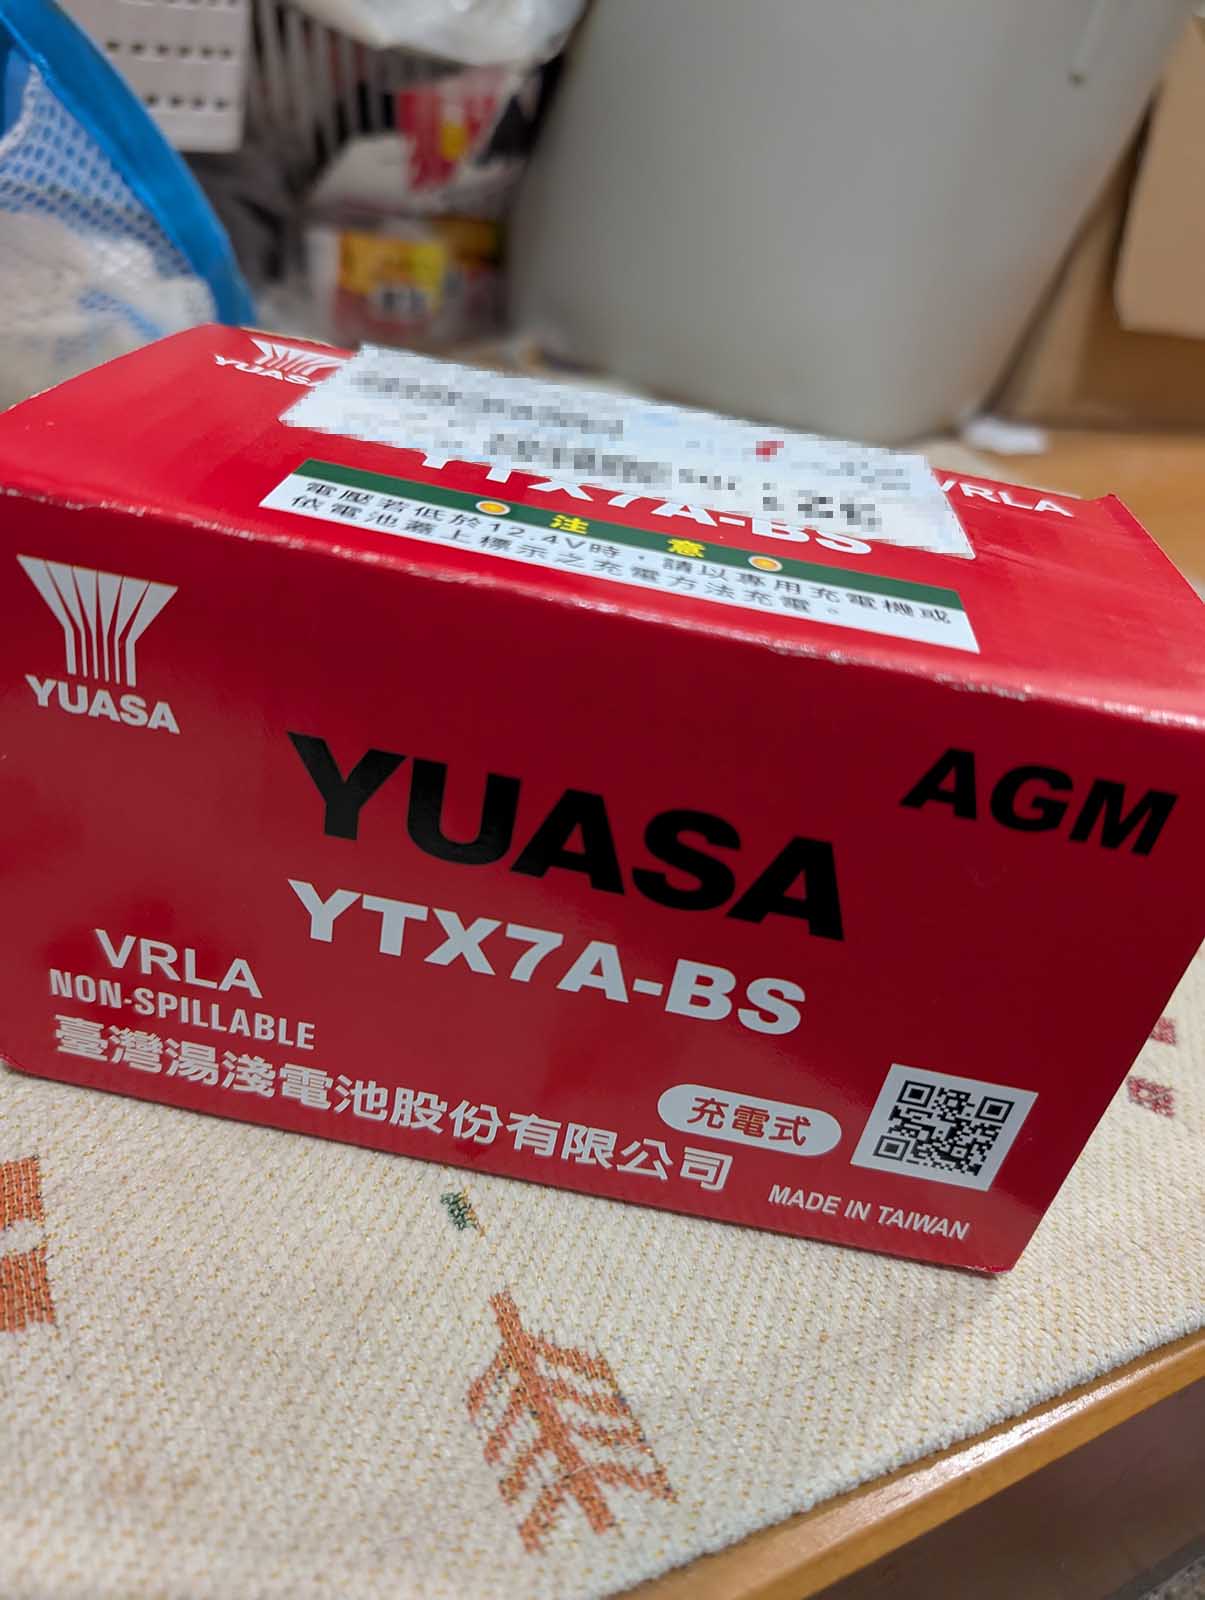 YUASA
YTX7A-BS
VRLA
注意
電壓若低於12.4V時，請以專用充電機或
依電池蓋上標示之充電方法充電。
YUASA
AGM
YUASA
YTX7A-BS
VRLA
NON-SPILLABLE
臺灣湯淺電池股份有限公司
充電式
MADE IN TAIWAN